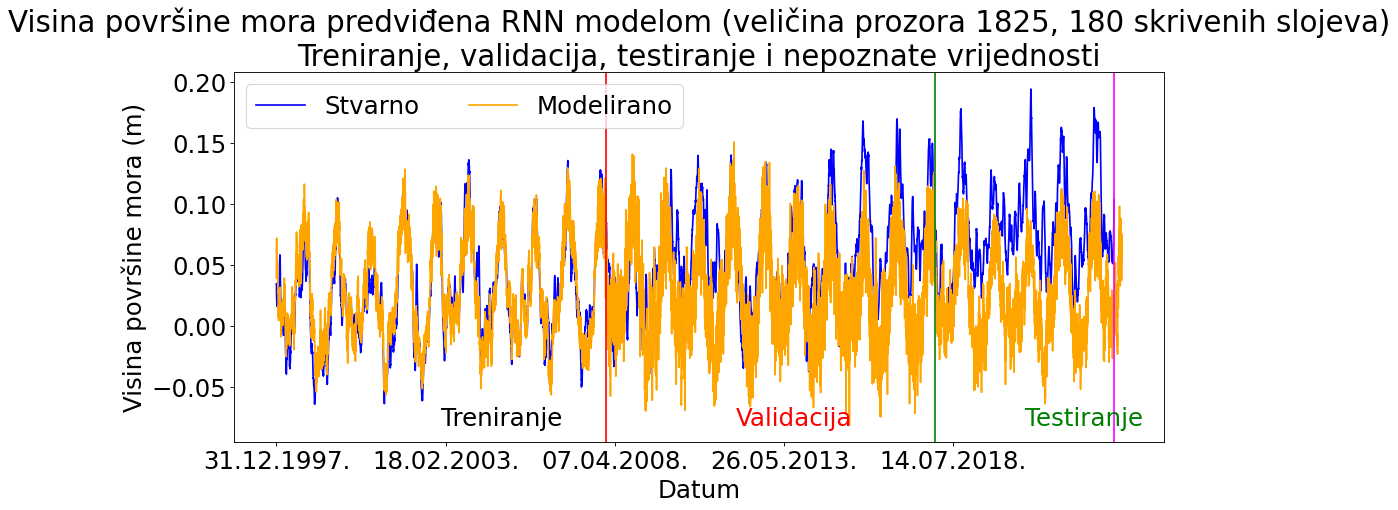 Visina površine mora predviđena RNN modelom (veličina prozora 1825, 180 skrivenih slojeva)
Treniranje, validacija, testiranje i nepoznate vrijednosti
Stvarno Modelirano
Visina površine mora (m)
0.20
0.15
0.10
0.05
0.00
−0.05
Treniranje Validacija Testiranje
31.12.1997. 18.02.2003. 07.04.2008. 26.05.2013. 14.07.2018.
Datum